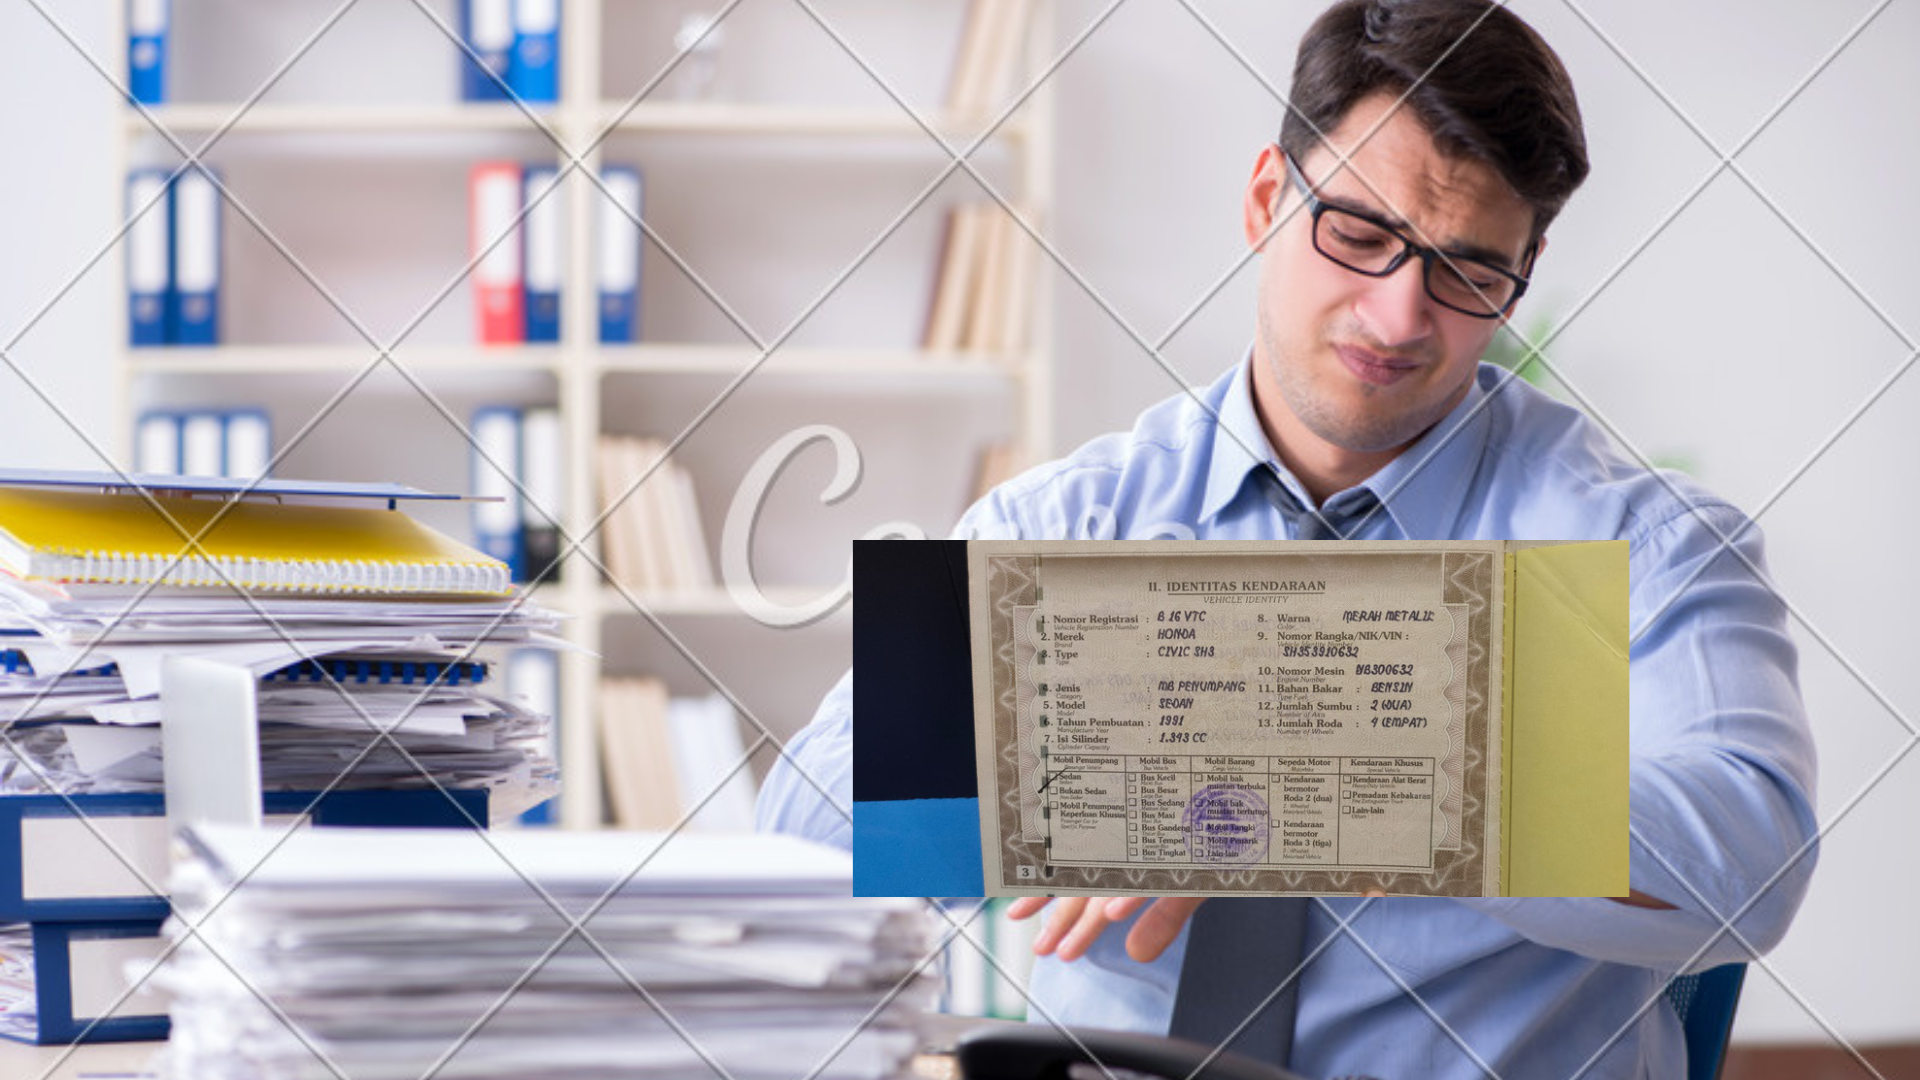 II. IDENTITAS KENDARAAN
VEHICLE IDENTITY
1. Nomor Registrasi : B 16 VTC
Vehicle Registration Number
2. Merek : HONDA
Brand
3. Type : CIVIC SH3
Type
4. Jenis : MB PENUMPANG
Category
5. Model : SEDAN
Model
6. Tahun Pembuatan : 1991
Manufacture Year
7. Isi Silinder : 1.343 CC
Cylinder Capacity
8. Warna MERAH METALIC
Color
9. Nomor Rangka/NIK/VIN :
SH353910632
10. Nomor Mesin BB300632
Engine Number
11. Bahan Bakar : BENSIN
Type Fuel
12. Jumlah Sumbu : 2 (DUA)
Number of Axis
13. Jumlah Roda : 4 (EMPAT)
Number of Wheels
Mobil Penumpang
Passenger Vehicle
Sedan
Bukan Sedan
Mobil Penumpang
Keperluan Khusus
Mobil Bus
Bus Kecil
Bus Besar
Bus Sedang
Bus Maxi
Bus Gandeng
Bus Tempel
Bus Tingkat
Mobil Barang
Mobil bak
muatan terbuka
Mobil bak
muatan tertutup
Mobil Tangki
Mobil Penarik
Lain-lain
Sepeda Motor
Kendaraan
bermotor
Roda 2 (dua)
Kendaraan
bermotor
Roda 3 (tiga)
Kendaraan Khusus
Kendaraan Alat Berat
Pemadam Kebakaran
Lain-lain
3